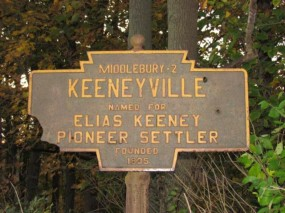 MIDDLEBURY-2
KEENEYVILLE
NAMED FOR
ELIAS KEENEY
PIONEER SETTLER
FOUNDED